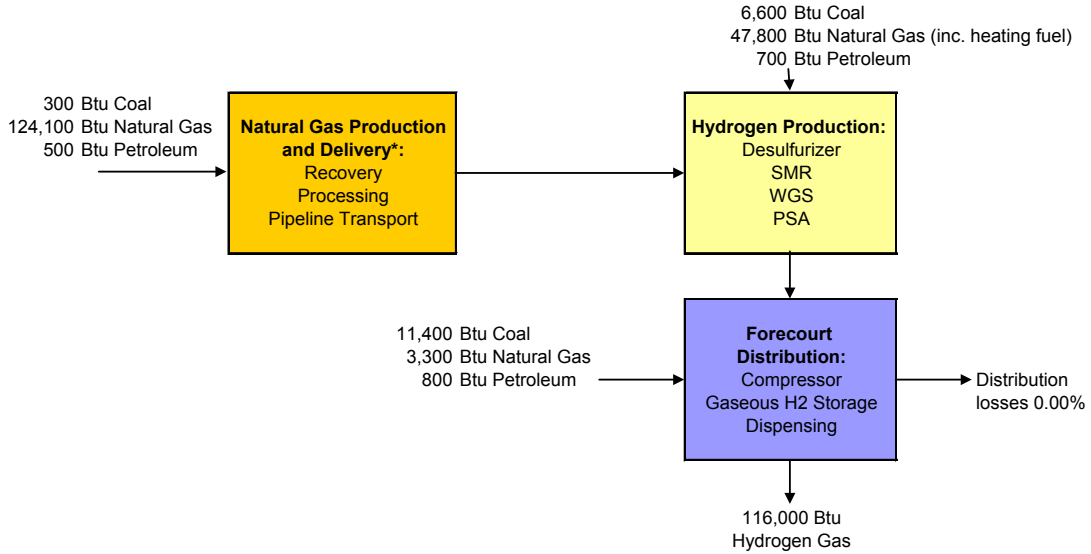 6,600 Btu Coal
47,800 Btu Natural Gas (inc. heating fuel)
700 Btu Petroleum
300 Btu Coal
124,100 Btu Natural Gas
500 Btu Petroleum
Natural Gas Production
and Delivery*:
Recovery
Processing
Pipeline Transport
Hydrogen Production:
Desulfurizer
SMR
WGS
PSA
11,400 Btu Coal
3,300 Btu Natural Gas
800 Btu Petroleum
Forecourt
Distribution:
Compressor
Gaseous H2 Storage
Dispensing
Distribution
losses 0.00%
116,000 Btu
Hydrogen Gas